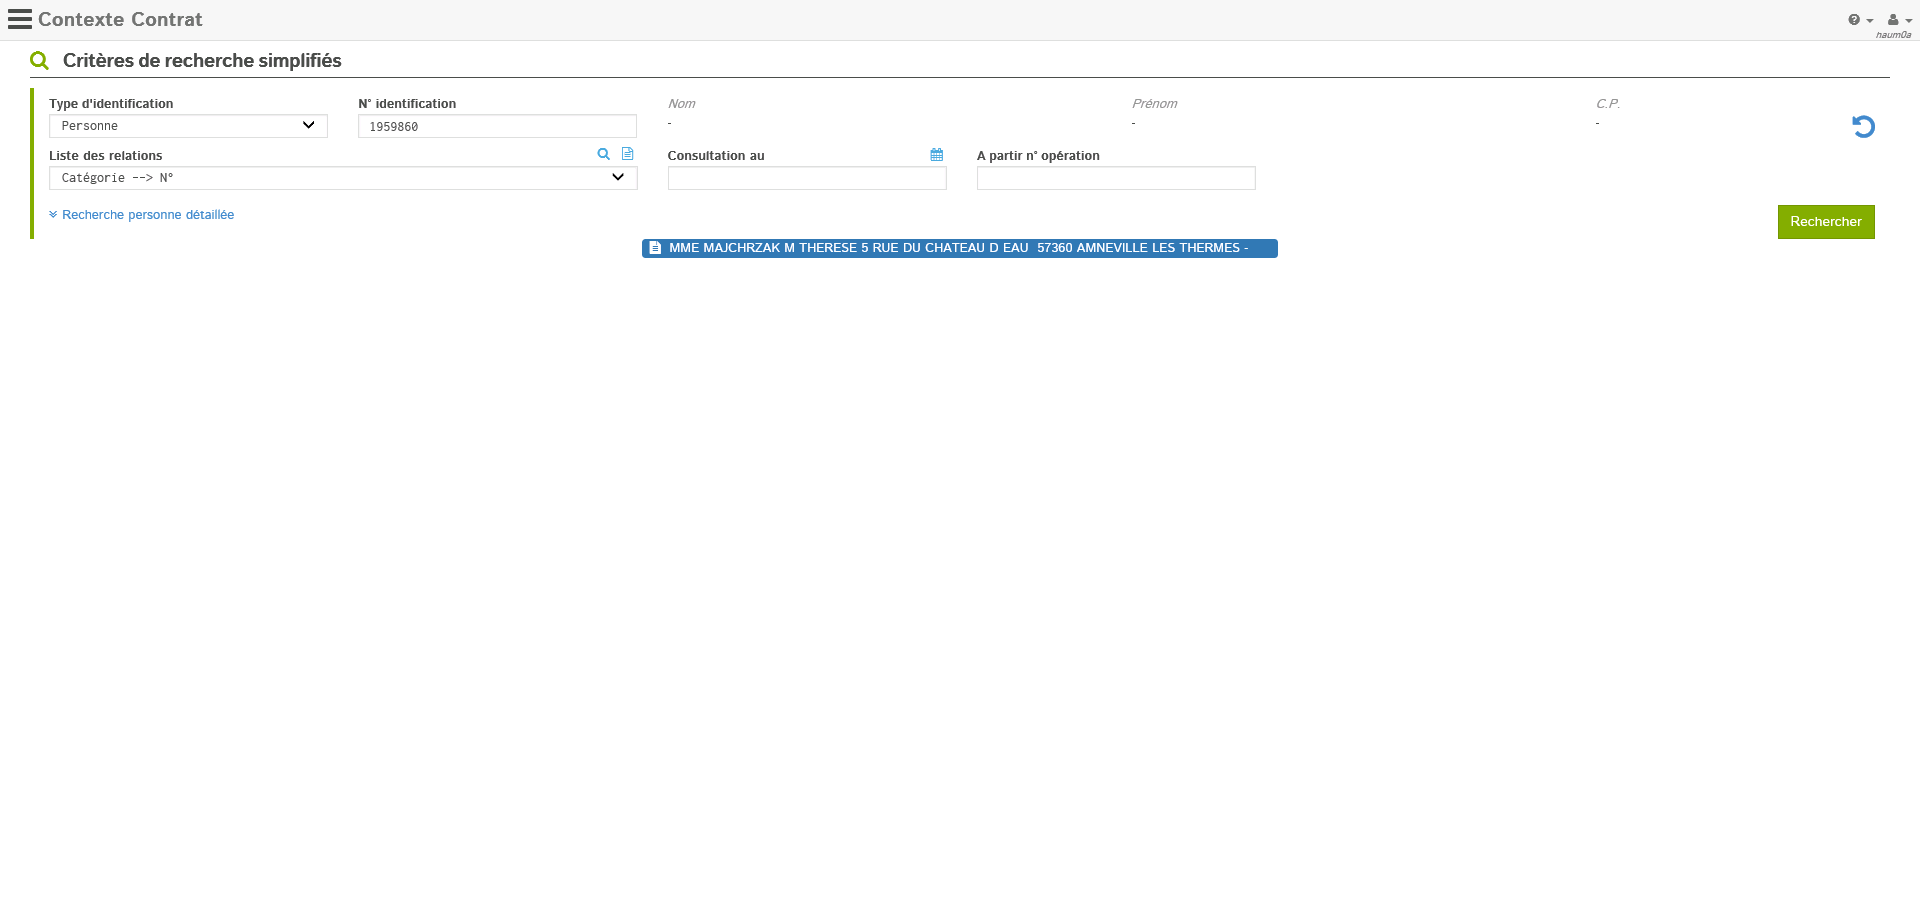 Contexte Contrat
haum0a
Critères de recherche simplifiés
Type d'identification N° identification Nom Prénom C.P.
Personne 1959860 - - -
Liste des relations Consultation au A partir n° opération
Catégorie --> N°
Recherche personne détaillée
Rechercher
MME MAJCHRZAK M THERESE 5 RUE DU CHATEAU D EAU  57360 AMNEVILLE LES THERMES -